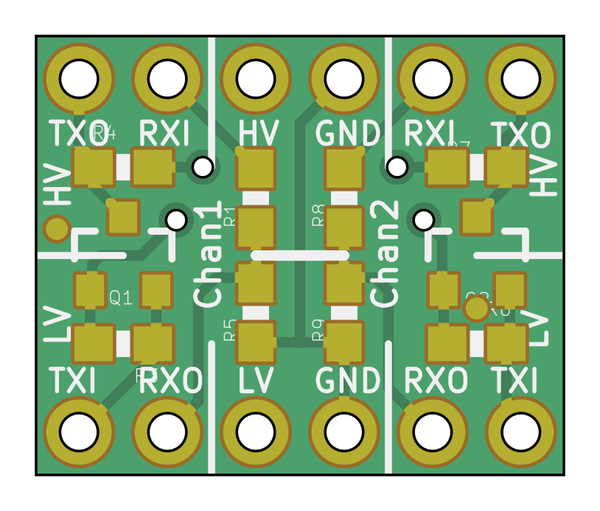 TXO RXI HV GND RXI TXO
R4
HV
HV
R1
R8
Chan1
Chan2
Q1
LV
LV
R5
R9
TXI RXO LV GND RXO TXI